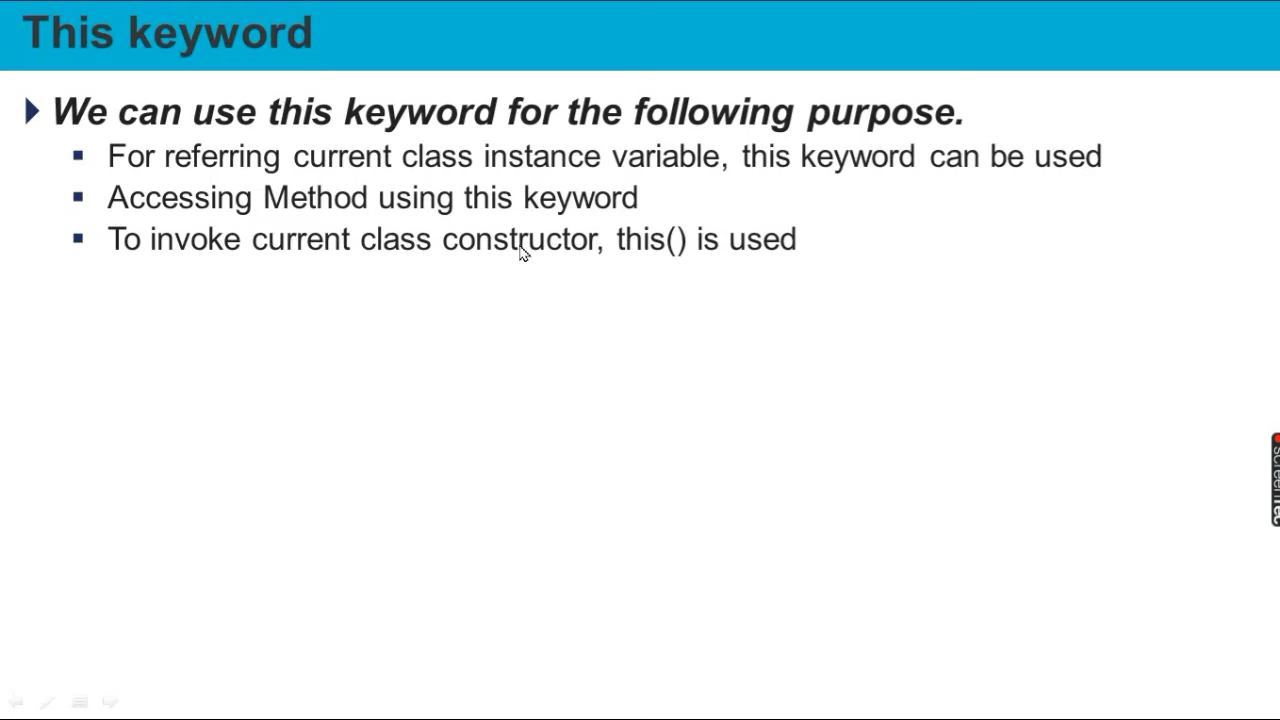 This keyword
We can use this keyword for the following purpose.
For referring current class instance variable, this keyword can be used
Accessing Method using this keyword
To invoke current class constructor, this() is used
screenrec